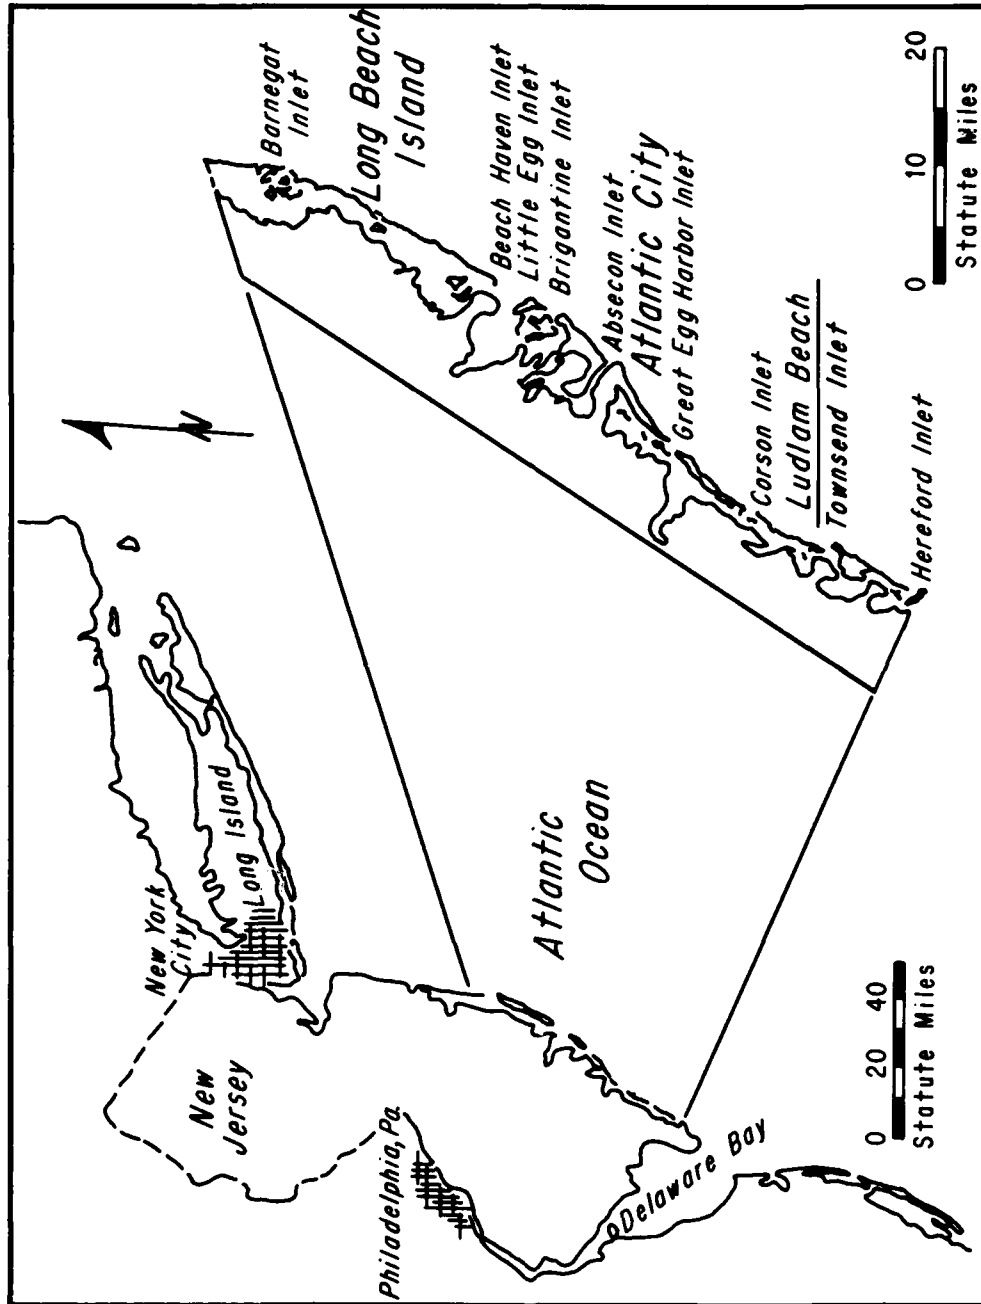 New York
City
Long Island
New
Jersey
Philadelphia, Pa.
Delaware Bay
Atlantic
Ocean
N
0 20 40
Statute Miles
Barnegat
Inlet
Long Beach
Island
Beach Haven Inlet
Little Egg Inlet
Brigantine Inlet
Absecon Inlet
Atlantic City
Great Egg Harbor Inlet
Corson Inlet
Ludlam Beach
Townsend Inlet
Hereford Inlet
0 10 20
Statute Miles